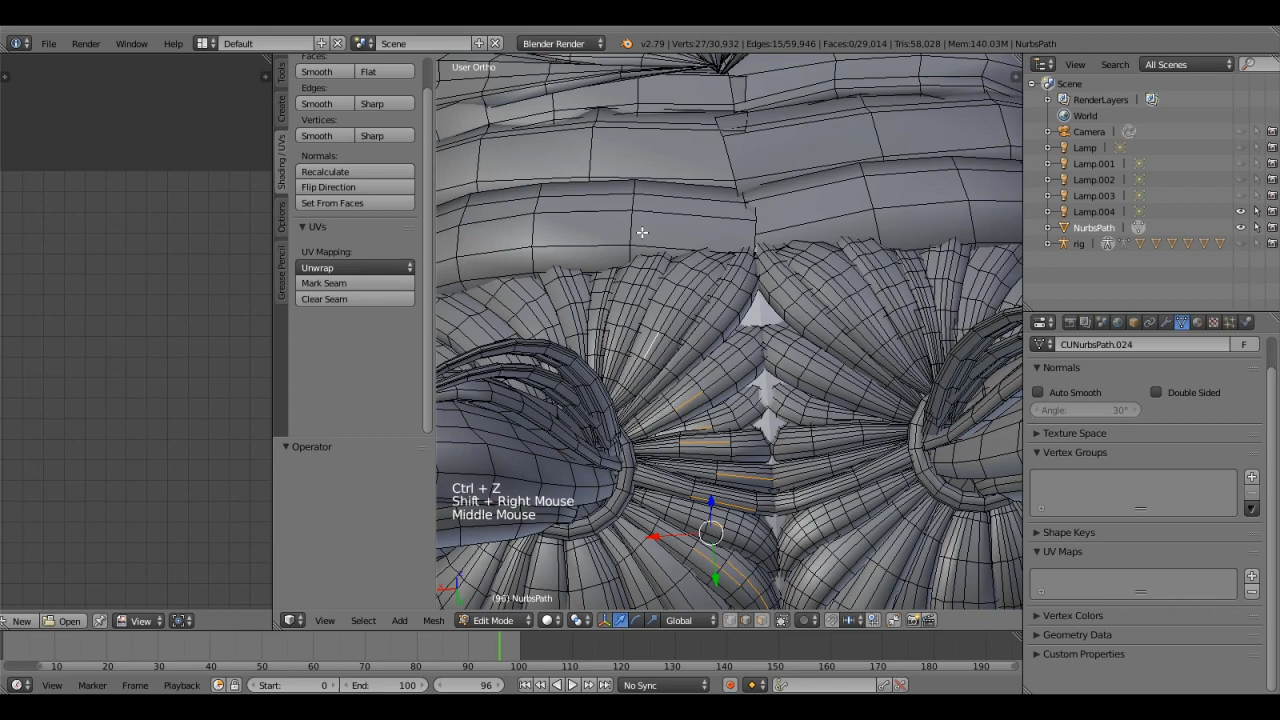 File Render Window Help Default Scene Blender Render v2.79 | Verts:27/30,932 | Edges:15/59,946 | Faces:0/29,014 | Tris:58,028 | Mem:140.03M | NurbsPath
View Search All Scenes
Faces:
Smooth Flat
Edges:
Smooth Sharp
Vertices:
Smooth Sharp
Normals:
Recalculate
Flip Direction
Set From Faces
UVs
UV Mapping:
Unwrap
Mark Seam
Clear Seam
Operator
Tools
Create
Shading / UVs
Options
Grease Pencil
User Ortho
Ctrl + Z
Shift + Right Mouse
Middle Mouse
(96) NurbsPath
Scene
RenderLayers
World
Camera
Lamp
Lamp.001
Lamp.002
Lamp.003
Lamp.004
NurbsPath
rig
CUNurbsPath.024 F
Normals
Auto Smooth Double Sided
Angle: 30°
Texture Space
Vertex Groups
Shape Keys
UV Maps
Vertex Colors
Geometry Data
Custom Properties
New Open View
View Select Add Mesh Edit Mode Global
10 20 30 40 50 60 70 80 90 100 110 120 130 140 150 160 170 180 190
View Marker Frame Playback Start: 0 End: 100 96 No Sync